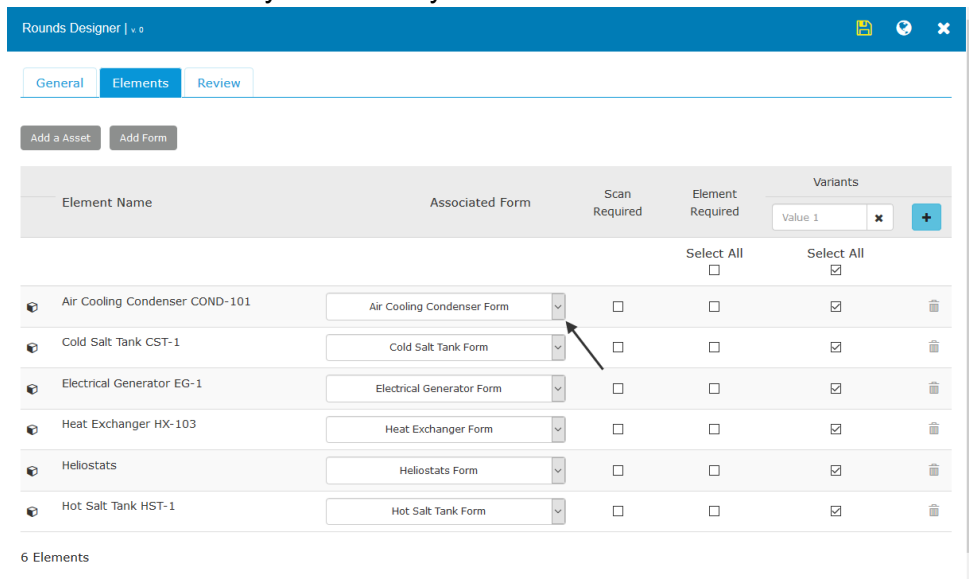 Rounds Designer | v. 0
General Elements Review
Add a Asset Add Form
Element Name Associated Form Scan Required Element Required Variants
Value 1
Select All Select All
Air Cooling Condenser COND-101 Air Cooling Condenser Form
Cold Salt Tank CST-1 Cold Salt Tank Form
Electrical Generator EG-1 Electrical Generator Form
Heat Exchanger HX-103 Heat Exchanger Form
Heliostats Heliostats Form
Hot Salt Tank HST-1 Hot Salt Tank Form
6 Elements